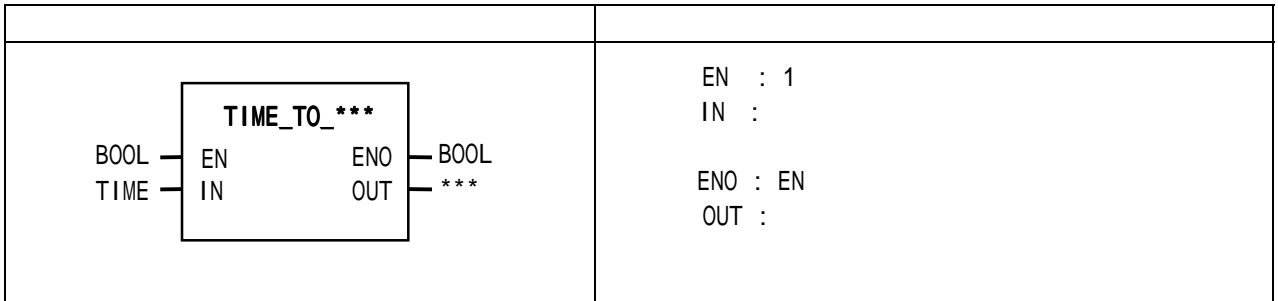 TIME_TO_***
BOOL EN ENO BOOL
TIME IN OUT ***
EN : 1
IN :
ENO : EN
OUT :